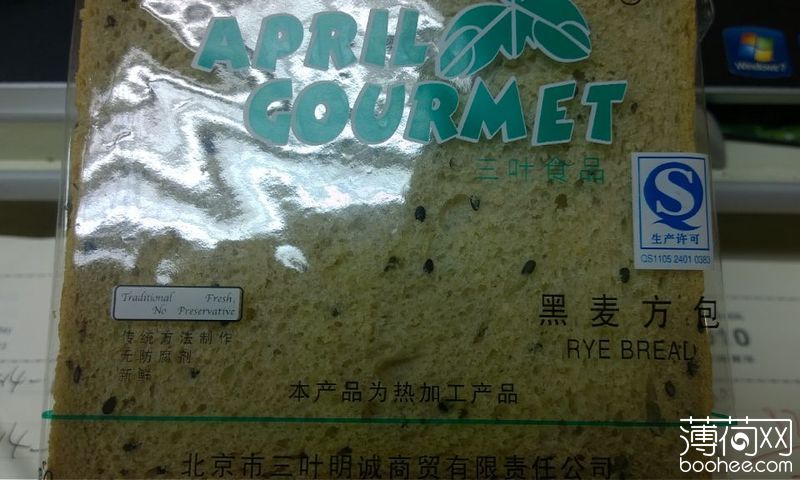 APRIL
GOURMET
三叶食品
Windows 7
生产许可
QS1105 2401 0383
Traditional Fresh,
No Preservative
传统方法制作
无防腐剂
新鲜
黑麦方包
RYE BREAD
本产品为热加工产品
北京市三叶明诚商贸有限责任公司
薄荷网
boohee.com